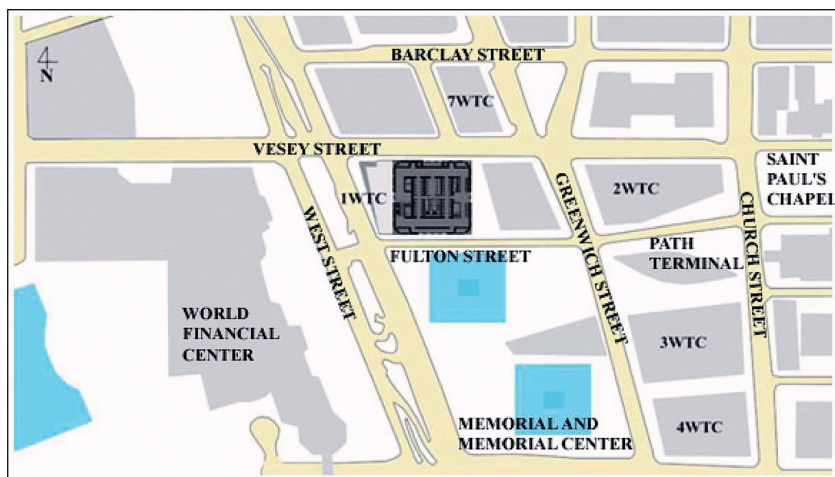 BARCLAY STREET
N
7WTC
VESEY STREET
SAINT
PAUL'S
CHAPEL
1WTC
2WTC
WEST STREET
GREENWICH STREET
CHURCH STREET
FULTON STREET
PATH
TERMINAL
WORLD
FINANCIAL
CENTER
3WTC
MEMORIAL AND
MEMORIAL CENTER
4WTC